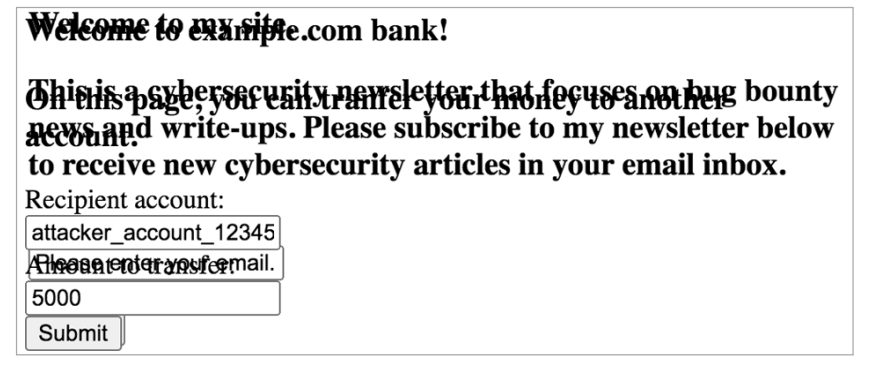 Welcome to my site.
Welcome to example.com bank!
This is a cybersecurity newsletter that focuses on bug bounty
On this page, you can tranfer your money to another
news and write-ups. Please subscribe to my newsletter below
account.
to receive new cybersecurity articles in your email inbox.
Recipient account:
attacker_account_12345
Please enter your email.
Amount to transfer:
5000
Submit